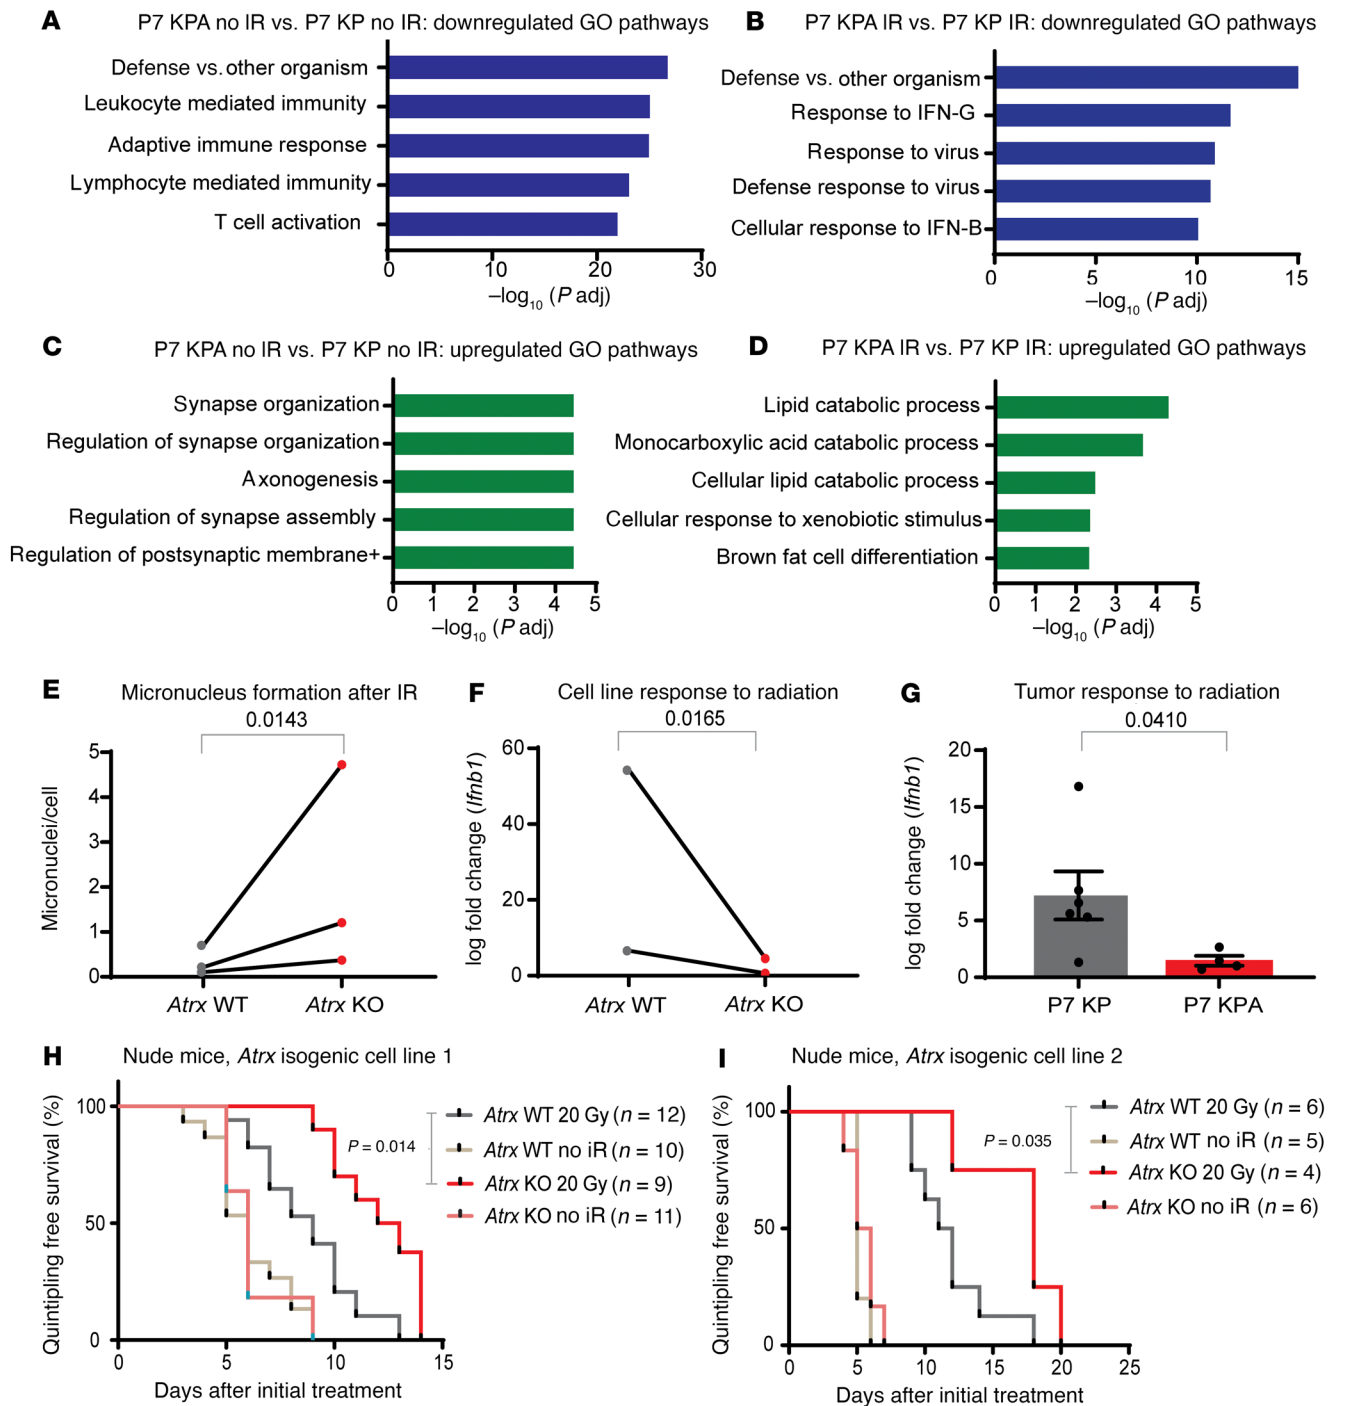 A
P7 KPA no IR vs. P7 KP no IR: downregulated GO pathways
Defense vs. other organism
Leukocyte mediated immunity
Adaptive immune response
Lymphocyte mediated immunity
T cell activation
0 10 20 30
–log10 (P adj)
B
P7 KPA IR vs. P7 KP IR: downregulated GO pathways
Defense vs. other organism
Response to IFN-G
Response to virus
Defense response to virus
Cellular response to IFN-B
0 5 10 15
–log10 (P adj)
C
P7 KPA no IR vs. P7 KP no IR: upregulated GO pathways
Synapse organization
Regulation of synapse organization
Axonogenesis
Regulation of synapse assembly
Regulation of postsynaptic membrane+
0 1 2 3 4 5
–log10 (P adj)
D
P7 KPA IR vs. P7 KP IR: upregulated GO pathways
Lipid catabolic process
Monocarboxylic acid catabolic process
Cellular lipid catabolic process
Cellular response to xenobiotic stimulus
Brown fat cell differentiation
0 1 2 3 4 5
–log10 (P adj)
E
Micronucleus formation after IR
0.0143
Micronuclei/cell
5
4
3
2
1
0
Atrx WT Atrx KO
F
Cell line response to radiation
0.0165
log fold change (Ifnb1)
60
40
20
0
Atrx WT Atrx KO
G
Tumor response to radiation
0.0410
log fold change (Ifnb1)
20
15
10
5
0
P7 KP P7 KPA
H
Nude mice, Atrx isogenic cell line 1
Quintipling free survival (%)
100
50
0
P = 0.014
Atrx WT 20 Gy (n = 12)
Atrx WT no iR (n = 10)
Atrx KO 20 Gy (n = 9)
Atrx KO no iR (n = 11)
0 5 10 15
Days after initial treatment
I
Nude mice, Atrx isogenic cell line 2
Quintipling free survival (%)
100
50
0
P = 0.035
Atrx WT 20 Gy (n = 6)
Atrx WT no iR (n = 5)
Atrx KO 20 Gy (n = 4)
Atrx KO no iR (n = 6)
0 5 10 15 20 25
Days after initial treatment